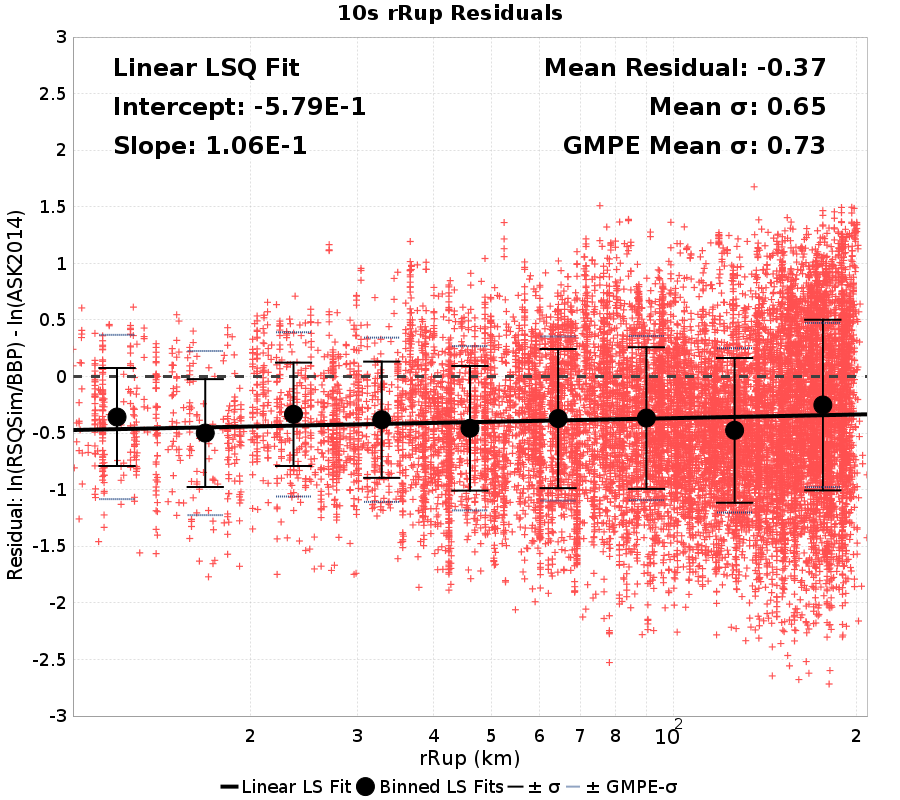 10s rRup Residuals
Linear LSQ Fit
Intercept: -5.79E-1
Slope: 1.06E-1
Mean Residual: -0.37
Mean σ: 0.65
GMPE Mean σ: 0.73
Residual: ln(RSQSim/BBP) - ln(ASK2014)
3
2.5
2
1.5
1
0.5
0
-0.5
-1
-1.5
-2
-2.5
-3
2 3 4 5 6 7 8 10² 2
rRup (km)
Linear LS Fit Binned LS Fits ± σ ± GMPE-σ